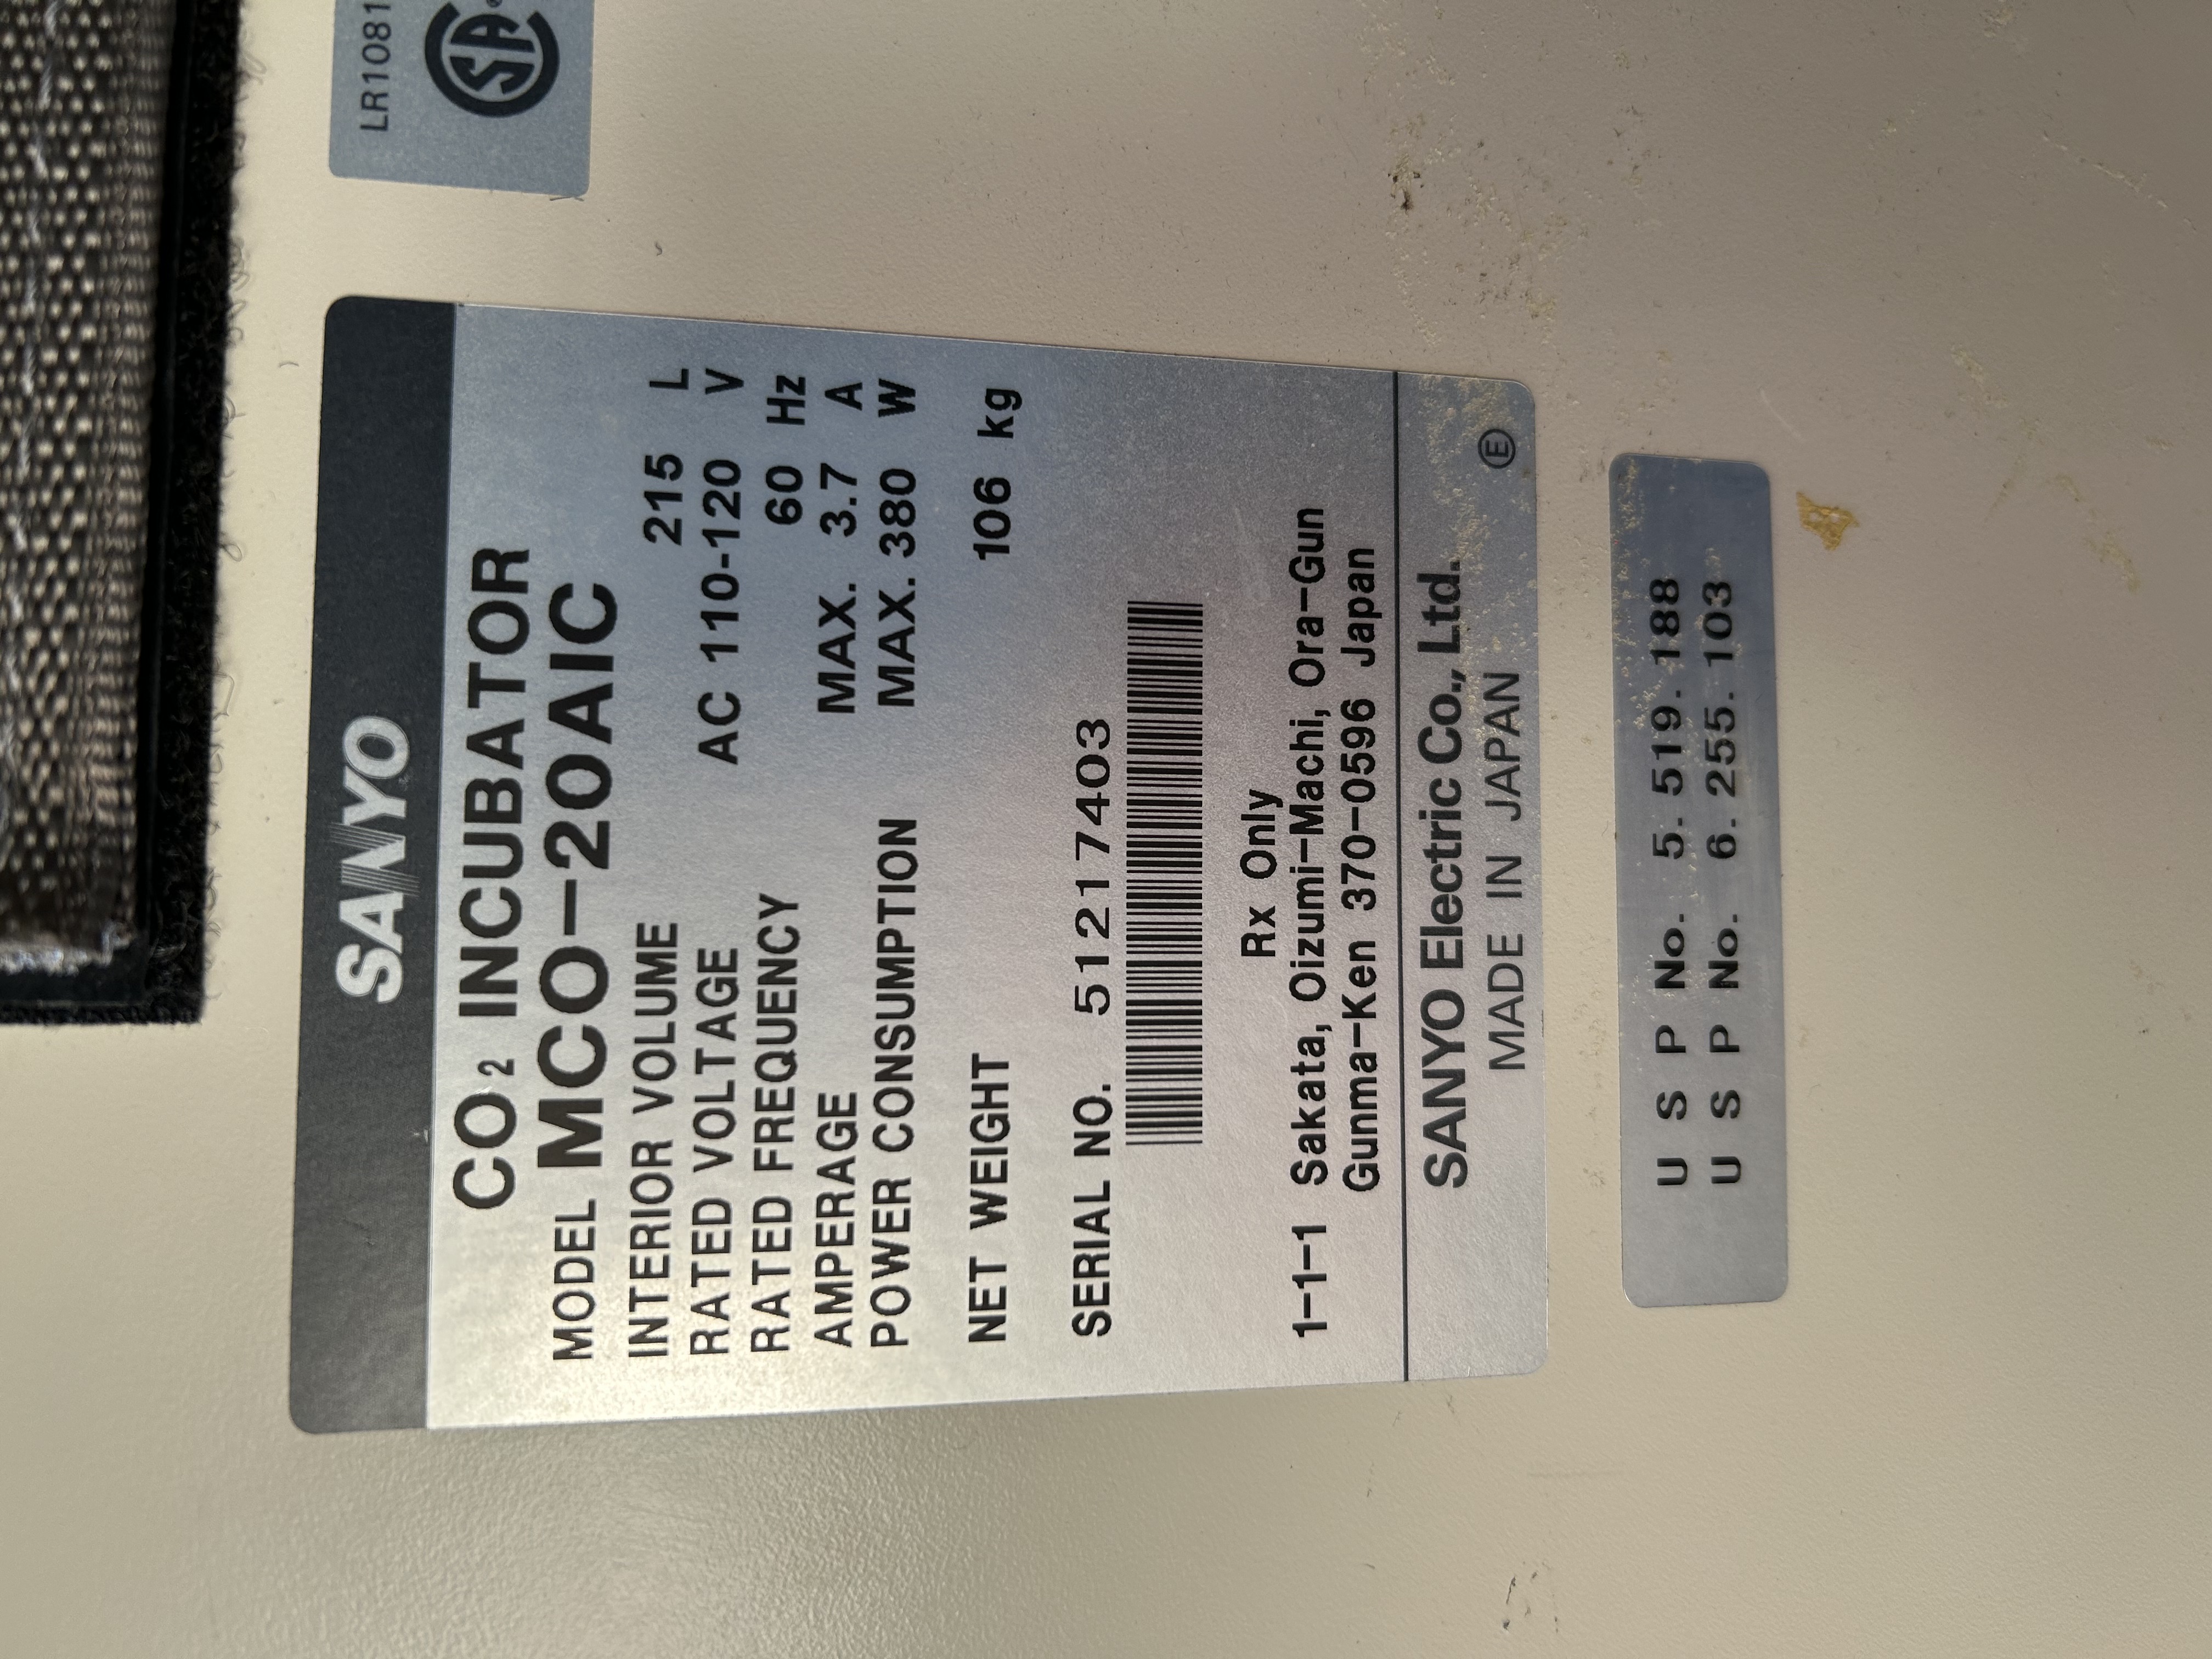 LR1081
SA
SANYO
CO₂ INCUBATOR
MODEL MCO-20AIC
INTERIOR VOLUME 215 L
RATED VOLTAGE AC 110-120 V
RATED FREQUENCY 60 Hz
AMPERAGE MAX. 3.7 A
POWER CONSUMPTION MAX. 380 W
NET WEIGHT 106 kg
SERIAL NO. 51217403
Rx Only
1-1-1 Sakata, Oizumi-Machi, Ora-Gun
Gunma-Ken 370-0596 Japan
SANYO Electric Co., Ltd.
MADE IN JAPAN Ⓔ
U S P No. 5. 519. 188
U S P No. 6. 255. 103